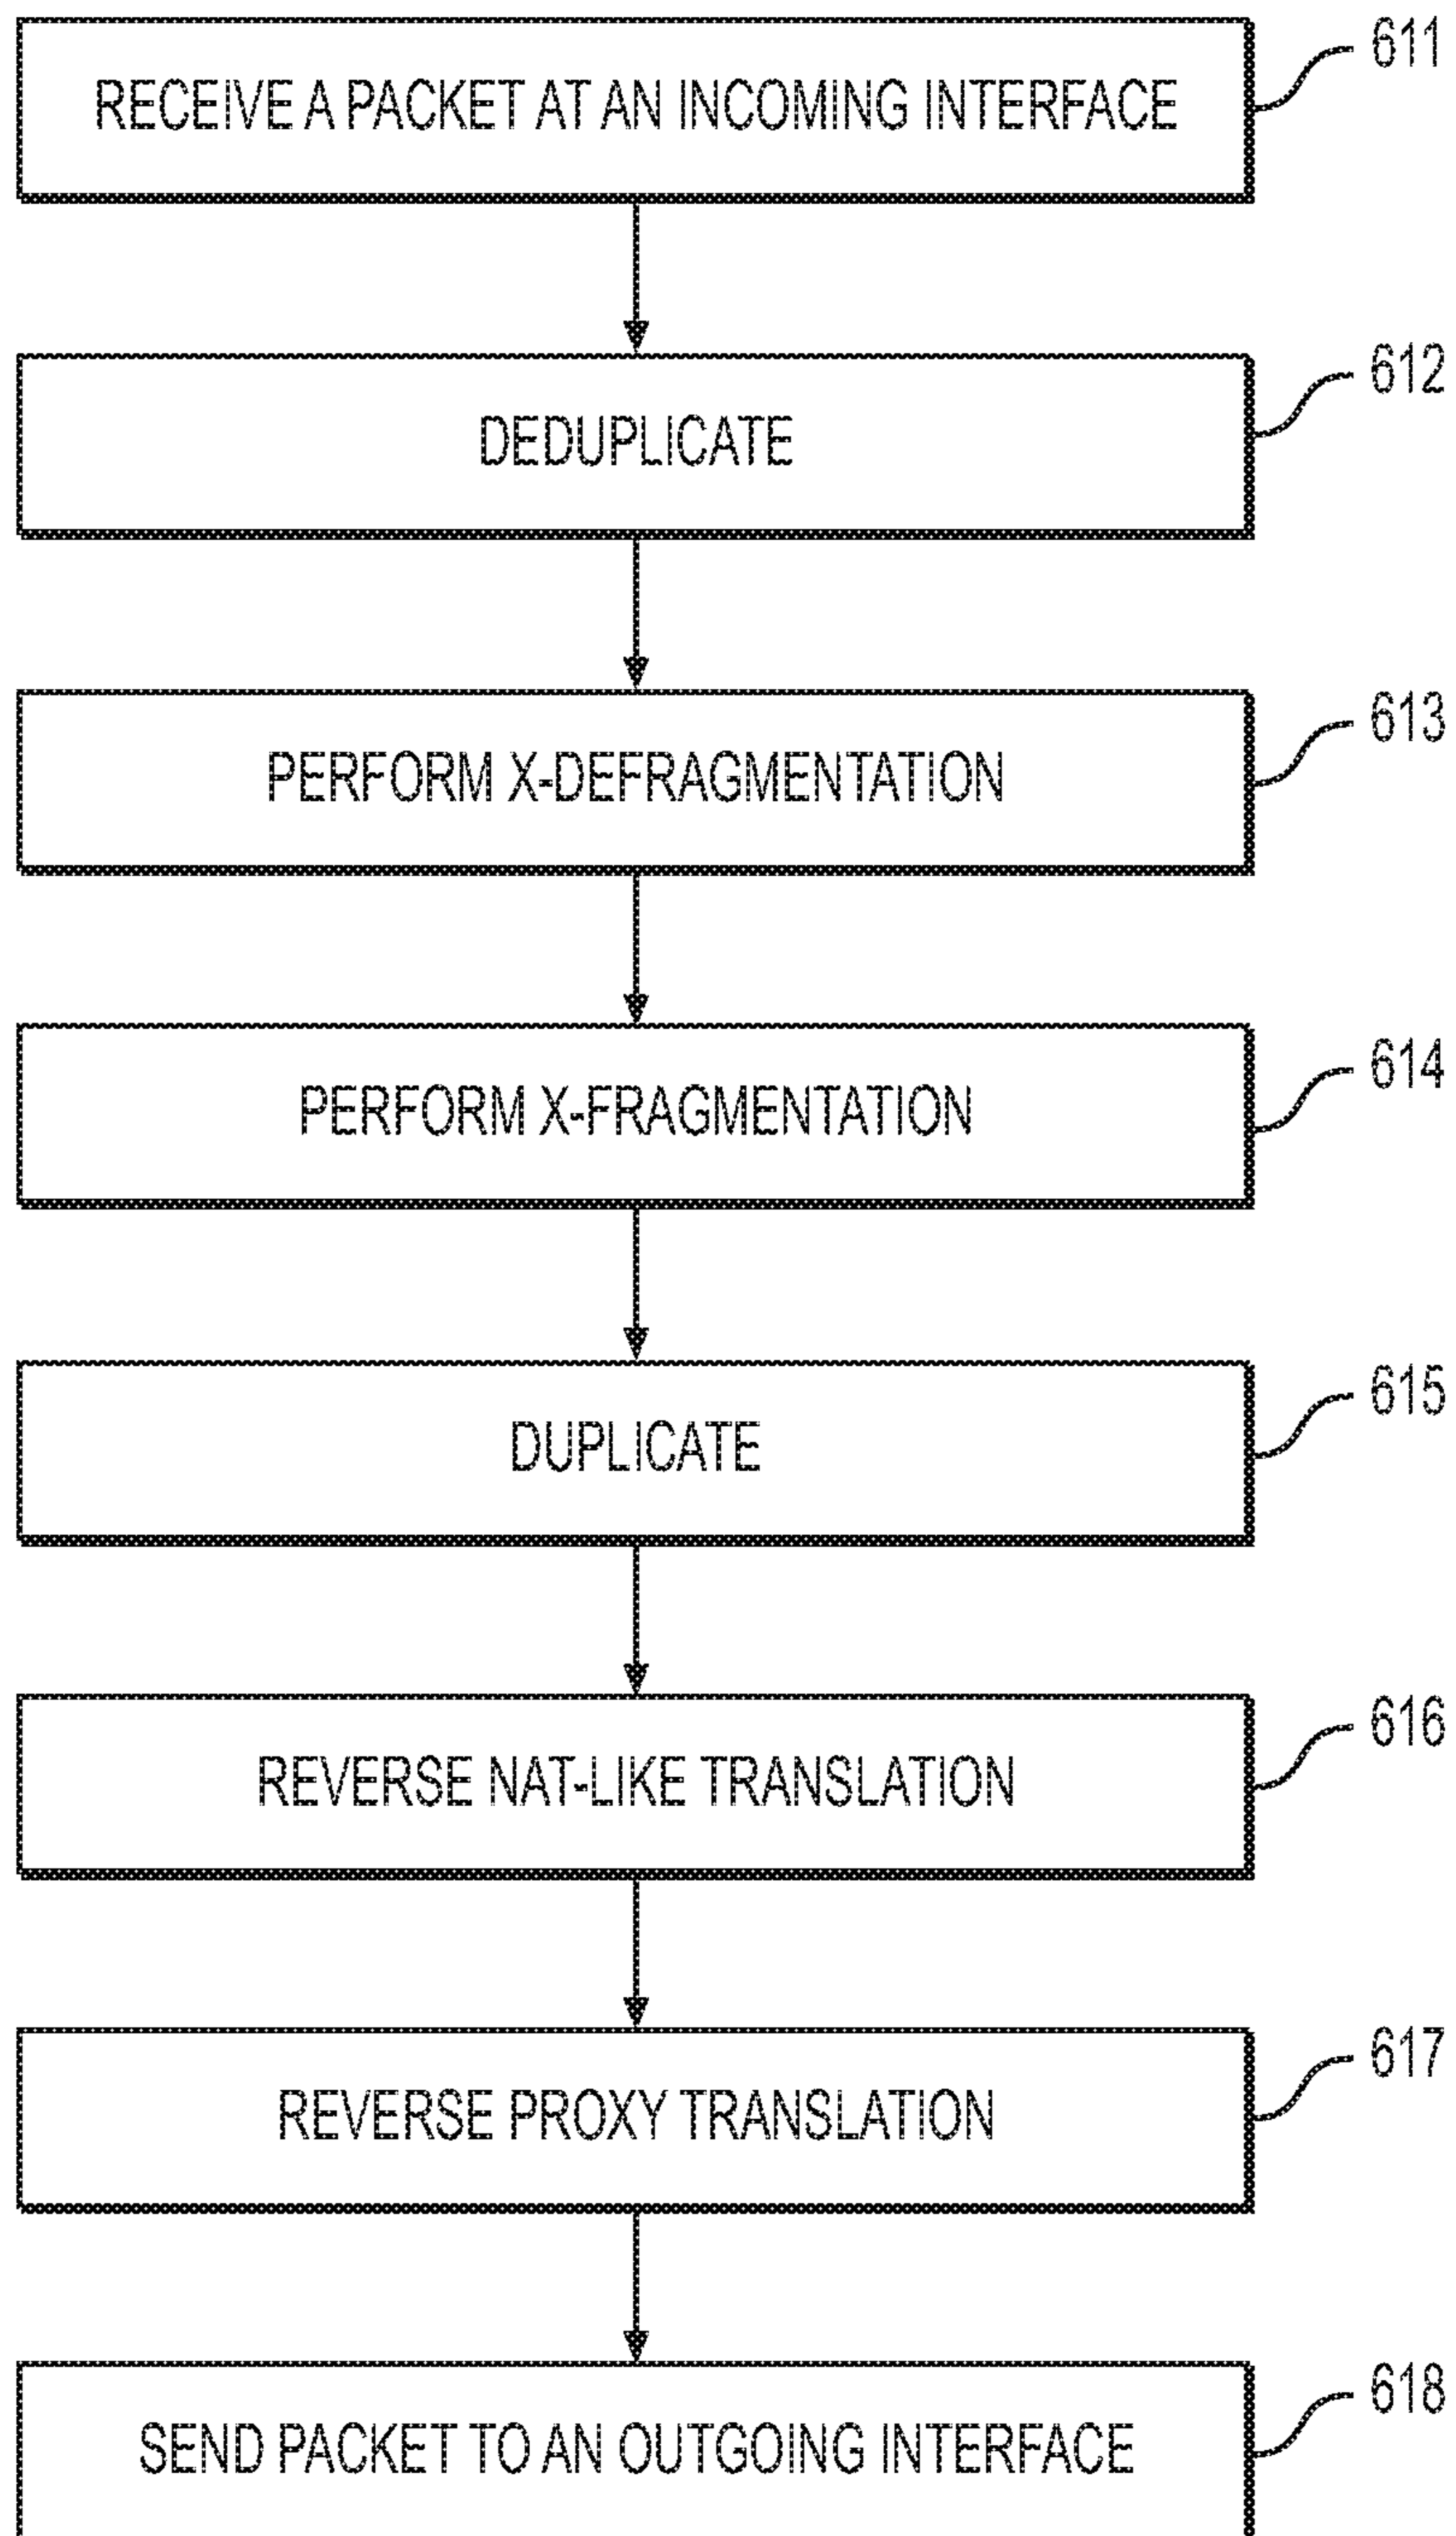 RECEIVE A PACKET AT AN INCOMING INTERFACE
611
DEDUPLICATE
612
PERFORM X-DEFRAGMENTATION
613
PERFORM X-FRAGMENTATION
614
DUPLICATE
615
REVERSE NAT-LIKE TRANSLATION
616
REVERSE PROXY TRANSLATION
617
SEND PACKET TO AN OUTGOING INTERFACE
618